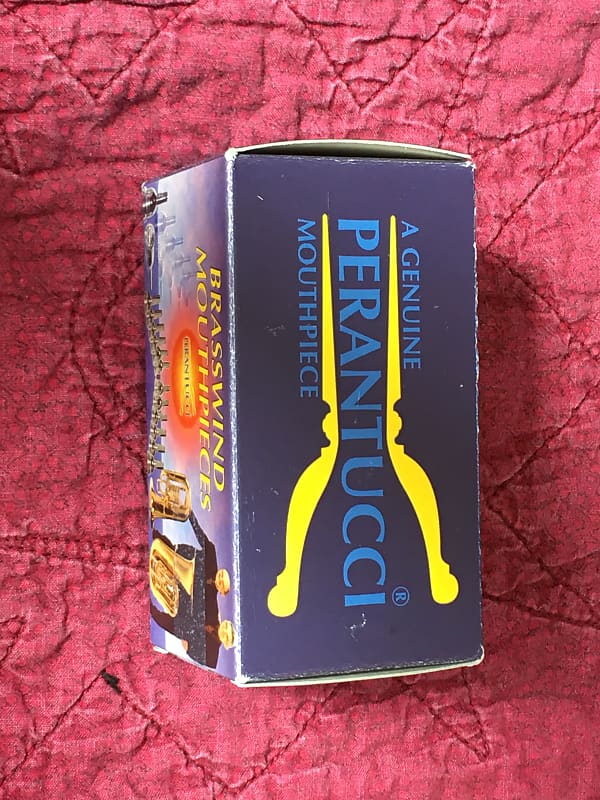 A GENUINE
PERANTUCCI®
MOUTHPIECE
BRASSWIND
MOUTHPIECES
PERANTUCCI